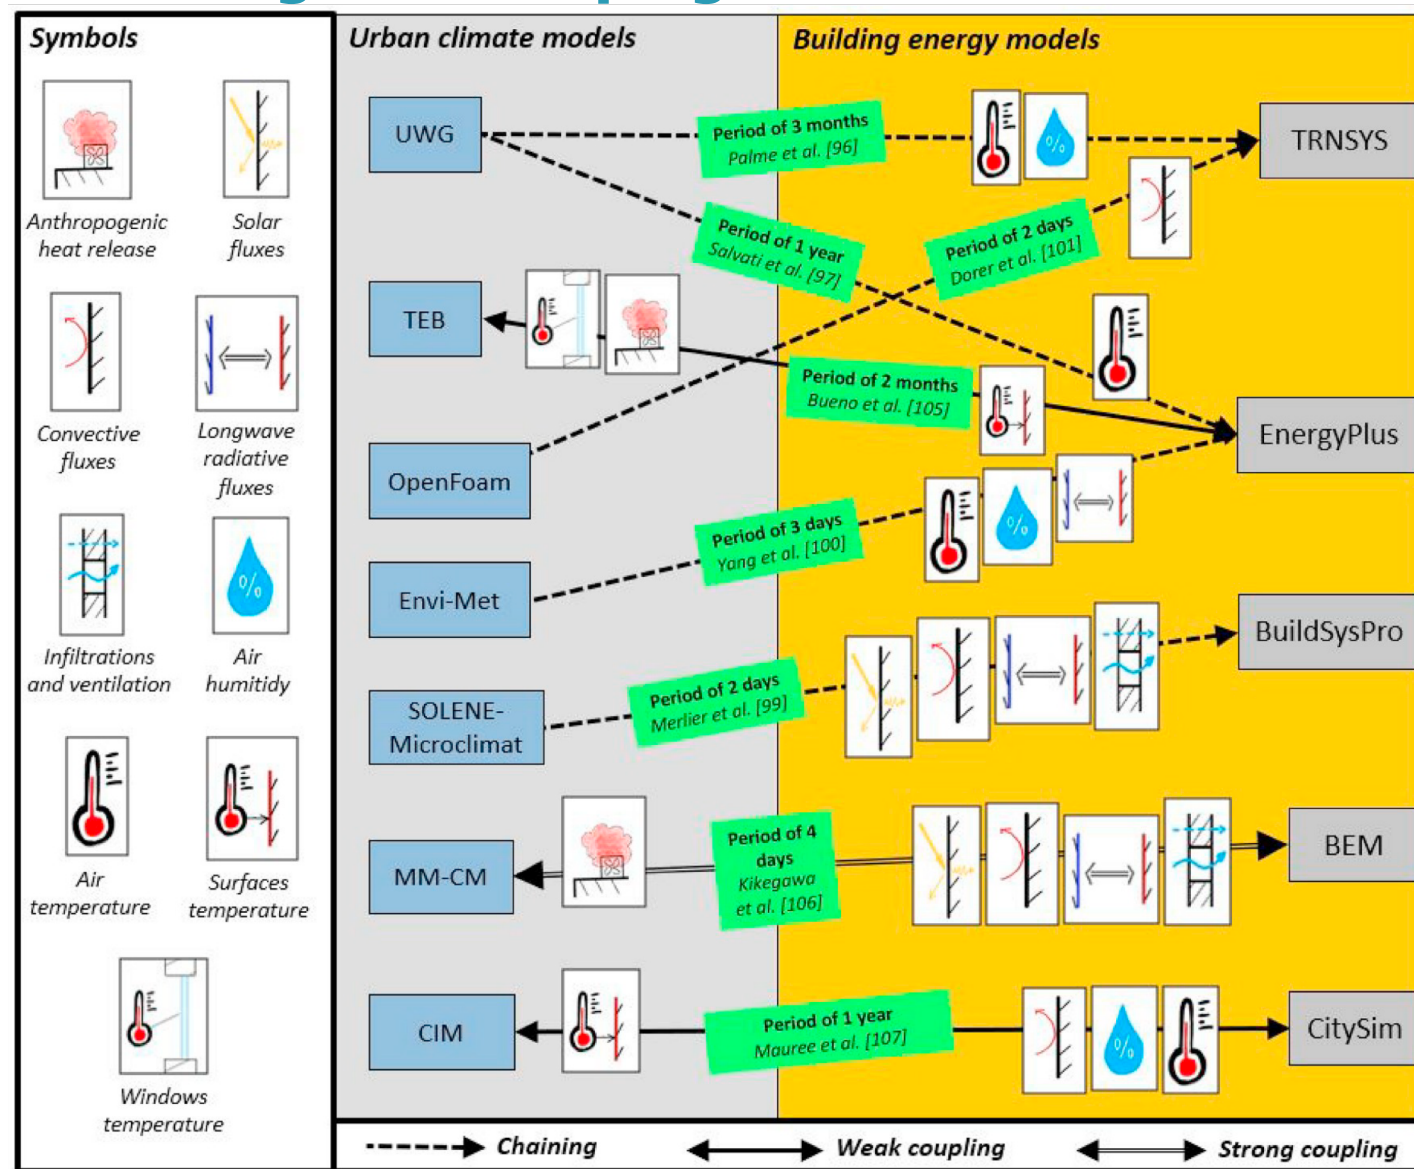 Symbols
Anthropogenic
heat release
Solar
fluxes
Convective
fluxes
Longwave
radiative
fluxes
%
Infiltrations
and ventilation
Air
humitidy
Air
temperature
Surfaces
temperature
Windows
temperature
Urban climate models
Building energy models
UWG
Period of 3 months
Palme et al. [96]
%
TRNSYS
Period of 1 year
Salvati et al. [97]
Period of 2 days
Dorer et al. [101]
TEB
Period of 2 months
Bueno et al. [105]
EnergyPlus
OpenFoam
Period of 3 days
Yang et al. [100]
%
Envi-Met
BuildSysPro
SOLENE-
Microclimat
Period of 2 days
Merlier et al. [99]
MM-CM
Period of 4
days
Kikegawa
et al. [106]
BEM
CIM
Period of 1 year
Mauree et al. [107]
%
CitySim
Chaining
Weak coupling
Strong coupling